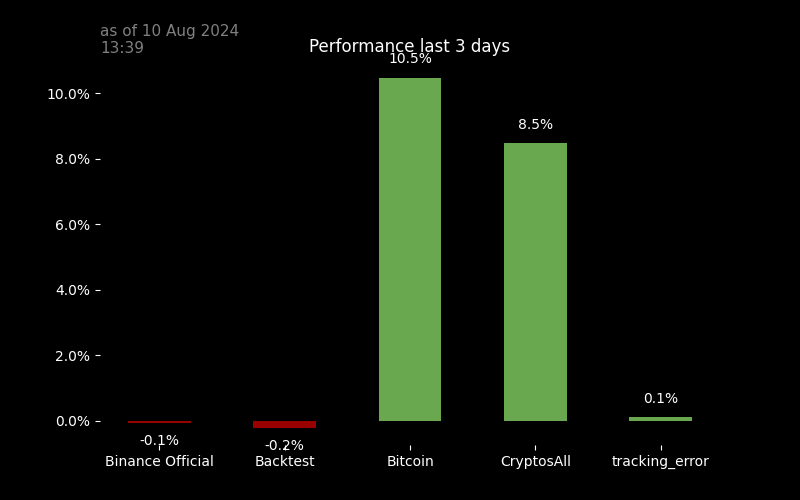 as of 10 Aug 2024
13:39
Performance last 3 days
10.5%
10.0%
8.5%
8.0%
6.0%
4.0%
2.0%
0.1%
0.0%
-0.1%
-0.2%
Binance Official
Backtest
Bitcoin
CryptosAll
tracking_error